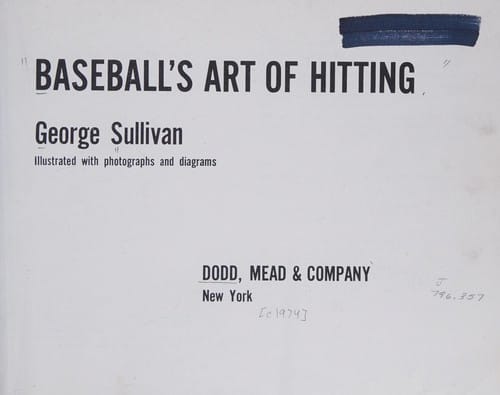 BASEBALL'S ART OF HITTING
George Sullivan
Illustrated with photographs and diagrams
DODD, MEAD & COMPANY
New York
[c1974]
J
796.357